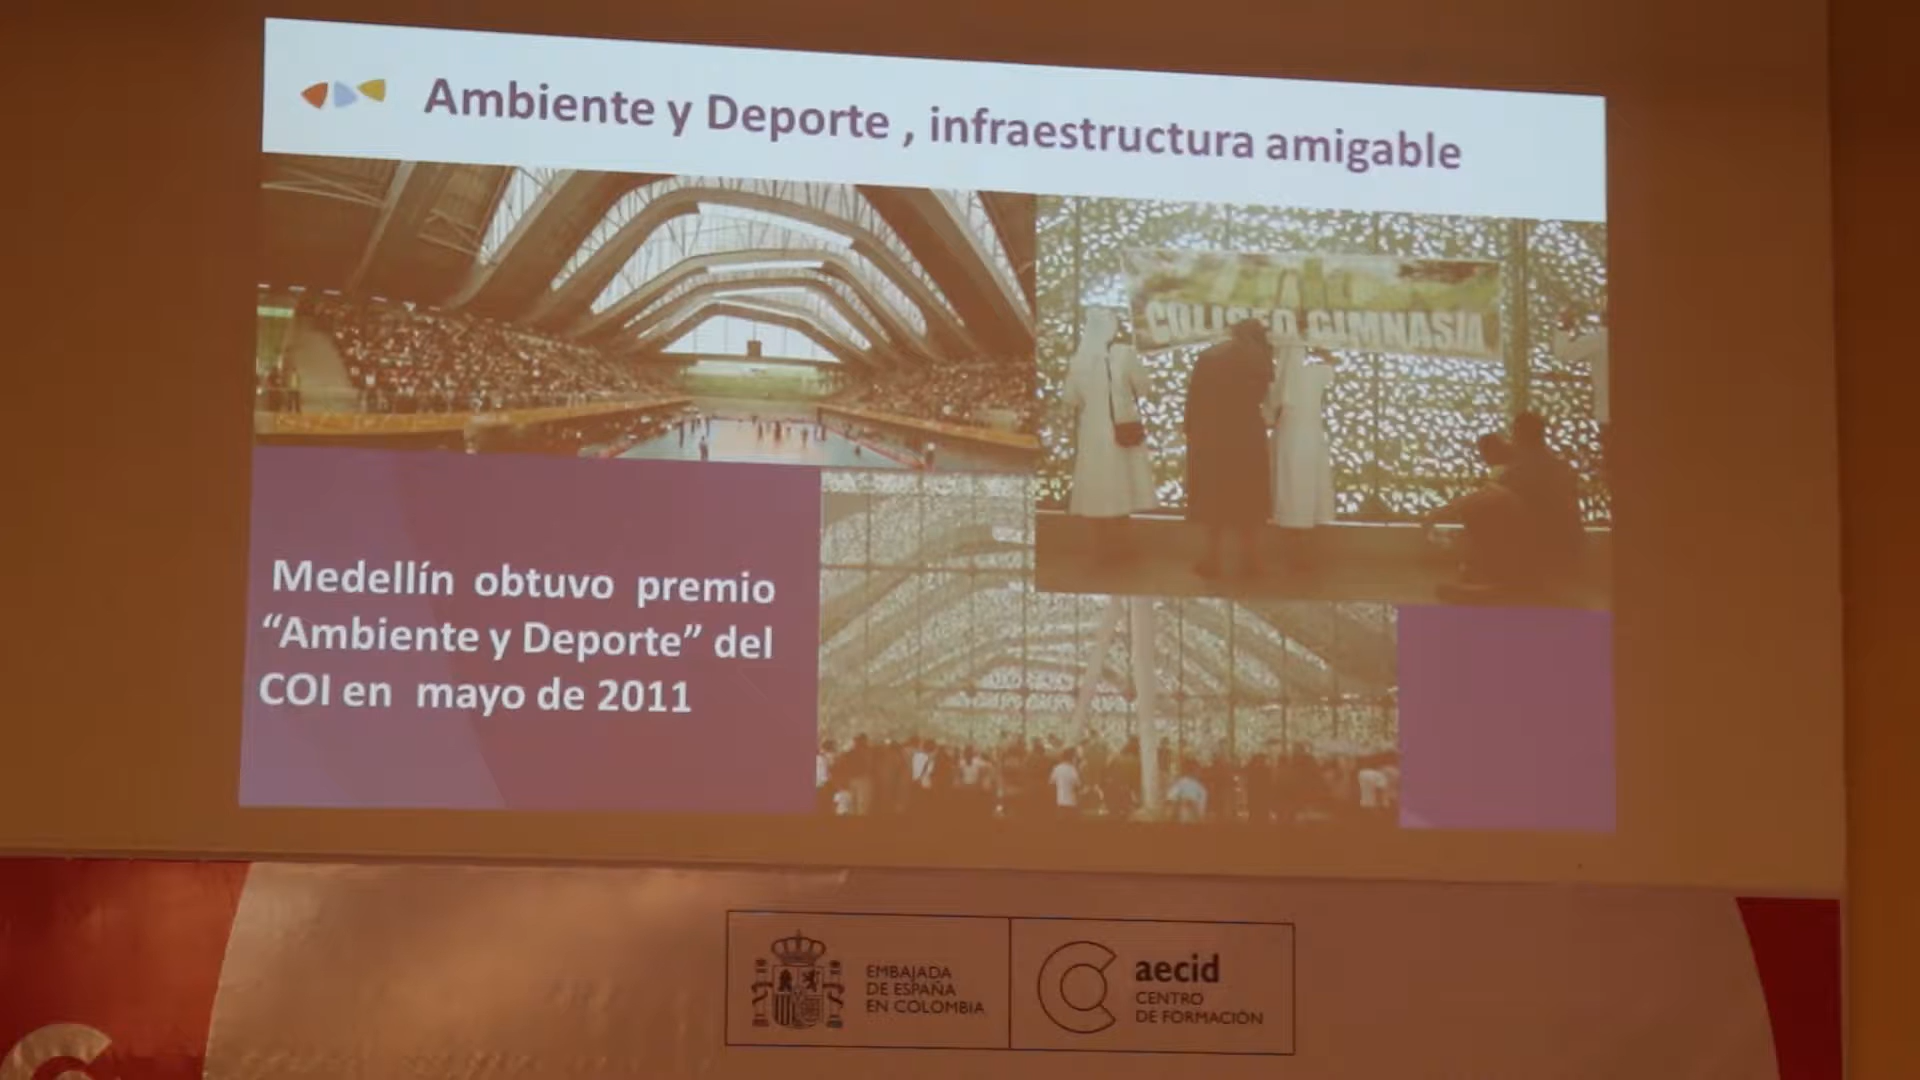 Ambiente y Deporte , infraestructura amigable
COLISEO GIMNASIA
Medellín obtuvo premio
“Ambiente y Deporte” del
COI en mayo de 2011
EMBAJADA
DE ESPAÑA
EN COLOMBIA
aecid
CENTRO
DE FORMACIÓN